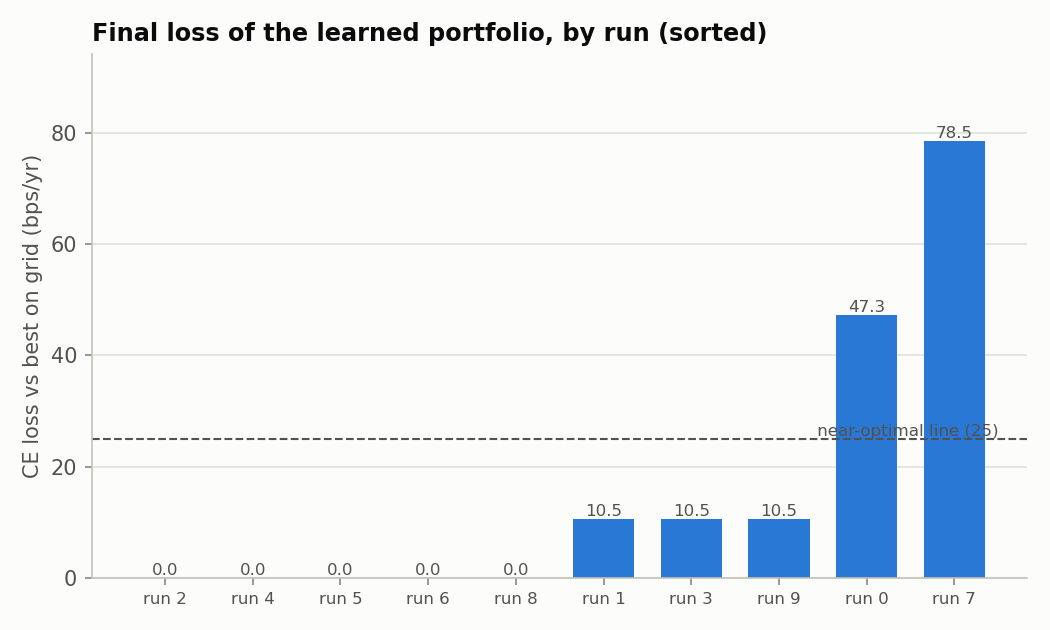 Final loss of the learned portfolio, by run (sorted)
CE loss vs best on grid (bps/yr)
80
60
40
20
0
78.5
47.3
near-optimal line (25)
10.5 10.5 10.5
0.0 0.0 0.0 0.0 0.0
run 2 run 4 run 5 run 6 run 8 run 1 run 3 run 9 run 0 run 7